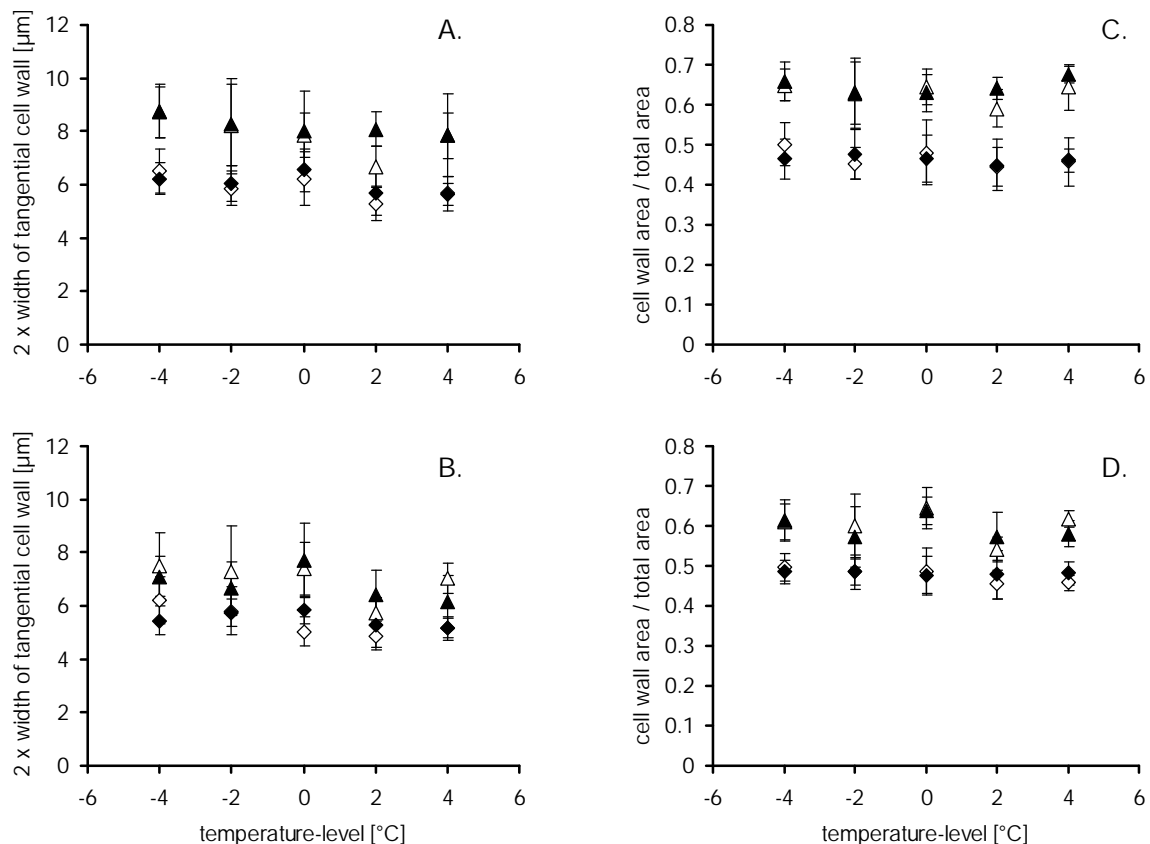 A.
2 x width of tangential cell wall [µm]
12
10
8
6
4
2
0
-6 -4 -2 0 2 4 6
C.
cell wall area / total area
0.8
0.7
0.6
0.5
0.4
0.3
0.2
0.1
0
-6 -4 -2 0 2 4 6
B.
2 x width of tangential cell wall [µm]
12
10
8
6
4
2
0
-6 -4 -2 0 2 4 6
temperature-level [°C]
D.
cell wall area / total area
0.8
0.7
0.6
0.5
0.4
0.3
0.2
0.1
0
-6 -4 -2 0 2 4 6
temperature-level [°C]